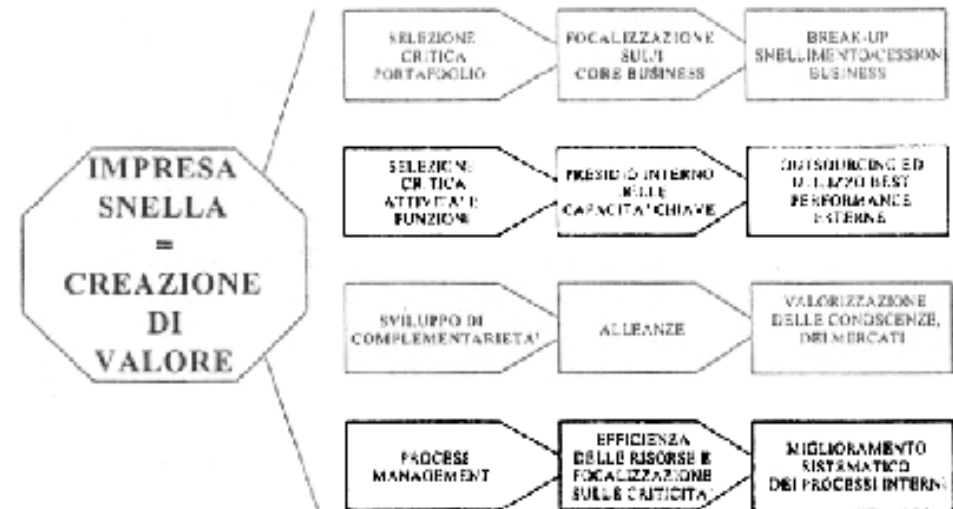 IMPRESA
SNELLA
=
CREAZIONE
DI
VALORE
SELEZIONE
CRITICA
PORTAFOGLIO
FOCALIZZAZIONE
SUL/I
CORE BUSINESS
BREAK-UP
SNELLIMENTO/CESSION
BUSINESS
SELEZIONE
CRITICA
ATTIVITA' E
FUNZIONI
PRESIDIO INTERNO
DELLE
CAPACITA' CHIAVE
OUTSOURCING ED
UTILIZZO BEST
PERFORMANCE
ESTERNE
SVILUPPO DI
COMPLEMENTARIETA'
ALLEANZE
VALORIZZAZIONE
DELLE CONOSCENZE,
DEI MERCATI
PROCESS
MANAGEMENT
EFFICIENZA
DELLE RISORSE E
FOCALIZZAZIONE
SULLE CRITICITA'
MIGLIORAMENTO
SISTEMATICO
DEI PROCESSI INTERNI